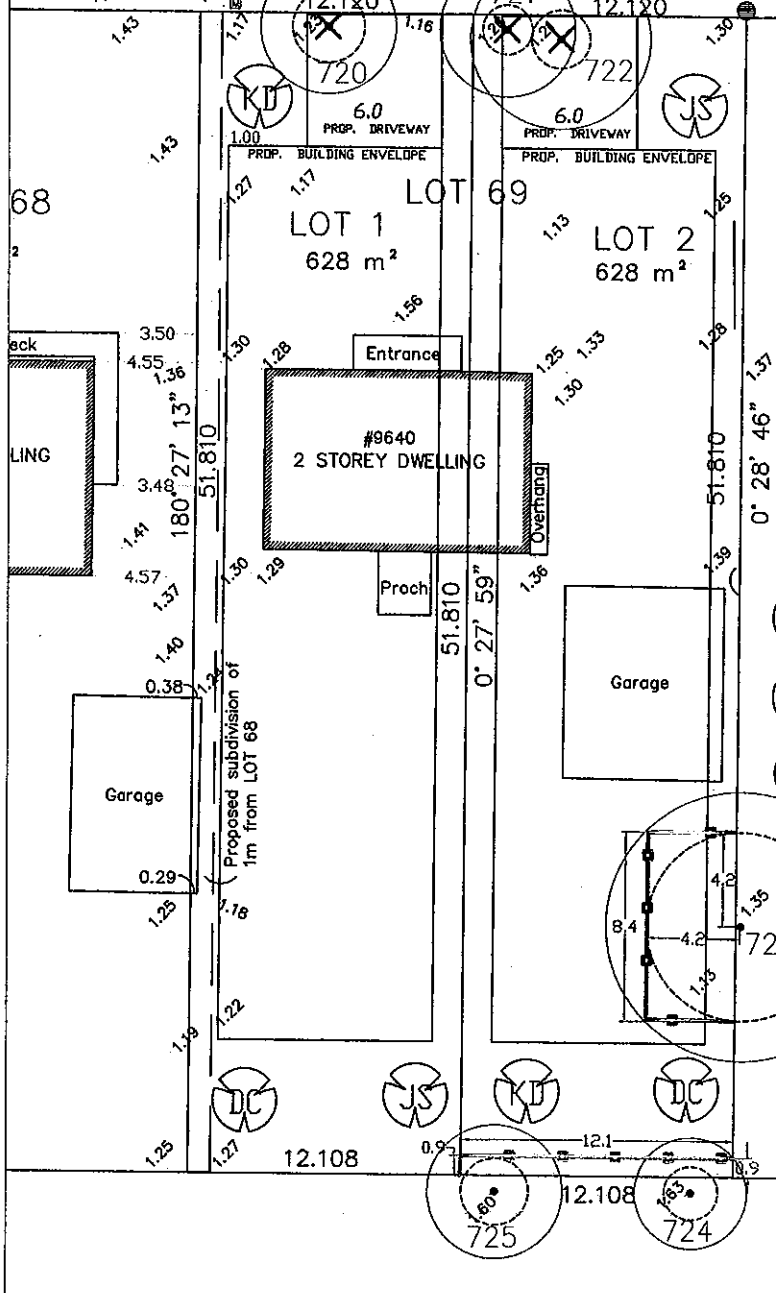 1.43
1.17
12.120
1.23
1.16
12.120
1.30
720
722
KD
JS
6.0
PROP. DRIVEWAY
6.0
PROP. DRIVEWAY
1.00
PROP. BUILDING ENVELOPE
PROP. BUILDING ENVELOPE
1.43
1.27
1.17
LOT 69
68
1.25
LOT 1
628 m²
1.13
LOT 2
628 m²
2
1.56
3.50
4.55
1.36
1.30
1.28
Entrance
1.25
1.33
1.30
1.28
1.37
eck
LING
#9640
2 STOREY DWELLING
180° 27' 13"
51.810
3.48
Overhang
51.810
0° 28' 46"
1.41
4.57
1.37
1.30
1.29
Proch
1.36
1.39
51.810
0° 27' 59"
1.40
0.38
1.24
Garage
Proposed subdivision of
1m from LOT 68
Garage
0.29
1.25
1.18
8.4
4.2
4.2
1.35
72
1.13
1.22
1.19
DC
JS
KD
DC
1.25
1.27
12.108
0.9
12.1
0.9
1.60
12.108
1.63
725
724